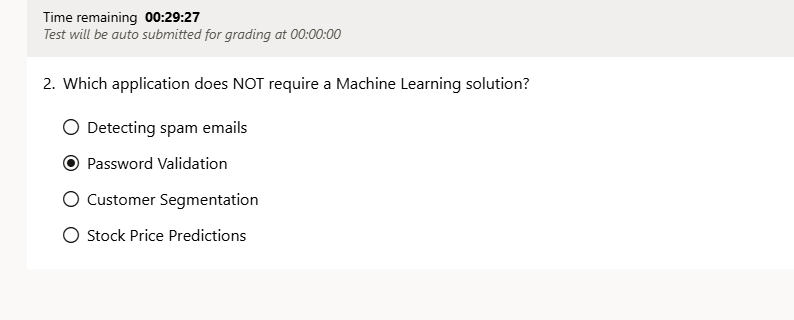 Time remaining 00:29:27
Test will be auto submitted for grading at 00:00:00
2. Which application does NOT require a Machine Learning solution?
Detecting spam emails
Password Validation
Customer Segmentation
Stock Price Predictions